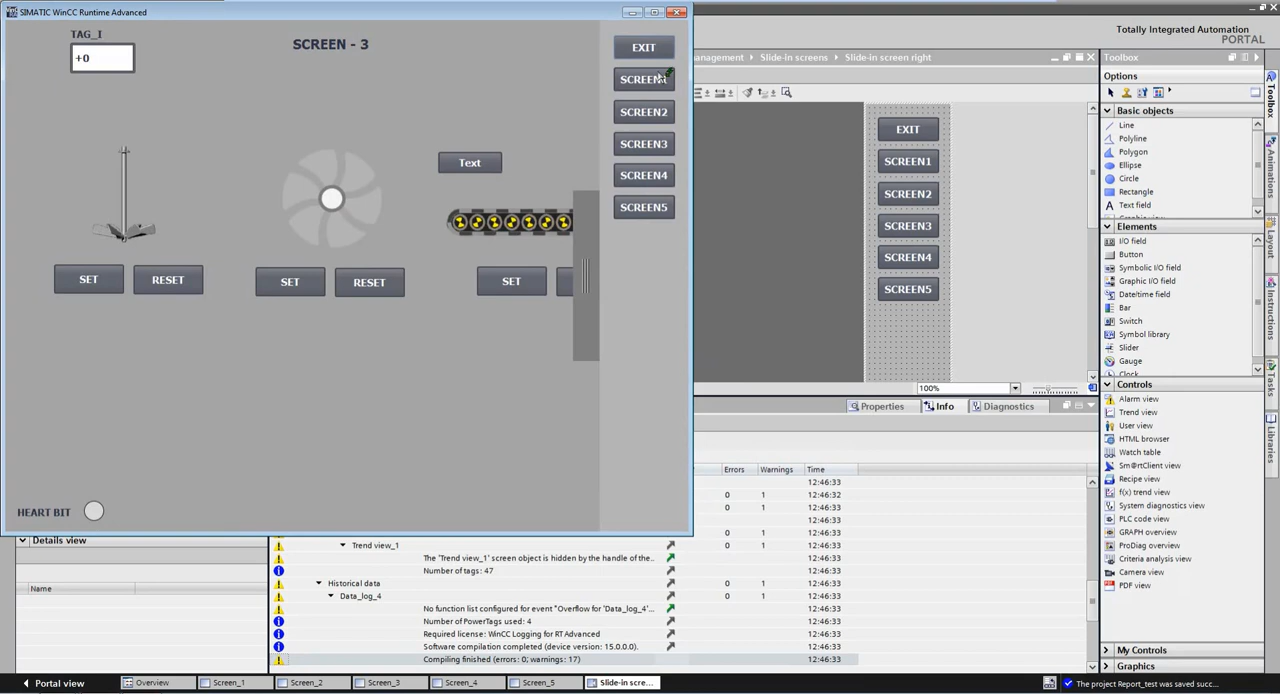 SIMATIC WinCC Runtime Advanced
TAG_I
+0
SCREEN - 3
EXIT
SCREEN2
SCREEN3
SCREEN4
SCREEN5
Text
SET
RESET
SET
RESET
SET
HEART BIT
Totally Integrated Automation
PORTAL
Slide-in screens
Slide-in screen right
EXIT
SCREEN1
SCREEN2
SCREEN3
SCREEN4
SCREEN5
100%
Toolbox
Options
Basic objects
Line
Polyline
Polygon
Ellipse
Circle
Rectangle
Text field
Elements
I/O field
Button
Symbolic I/O field
Graphic I/O field
Date/time field
Bar
Switch
Symbol library
Slider
Gauge
Clock
Controls
Alarm view
Trend view
User view
HTML browser
Watch table
Sm@rtClient view
Recipe view
f(x) trend view
System diagnostics view
PLC code view
GRAPH overview
ProDiag overview
Criteria analysis view
Camera view
PDF view
My Controls
Graphics
Toolbox
Animations
Layout
Instructions
Tasks
Libraries
Properties
Info
Diagnostics
Errors Warnings Time
12:46:33
0 1 12:46:32
0 1 12:46:33
12:46:33
0 1 12:46:33
Trend view_1 0 1 12:46:33
The 'Trend view_1' screen object is hidden by the handle of the... 12:46:33
Number of tags: 47 12:46:33
Historical data 0 1 12:46:33
Data_log_4 0 1 12:46:33
No function list configured for event "Overflow for 'Data_log_4'... 12:46:33
Number of PowerTags used: 4 12:46:33
Required license: WinCC Logging for RT Advanced 12:46:33
Software compilation completed (device version: 15.0.0.0). 12:46:33
Compiling finished (errors: 0; warnings: 17) 12:46:33
Details view
Name
Portal view
Overview
Screen_1
Screen_2
Screen_3
Screen_4
Screen_5
Slide-in scree...
The project Report_test was saved succ...